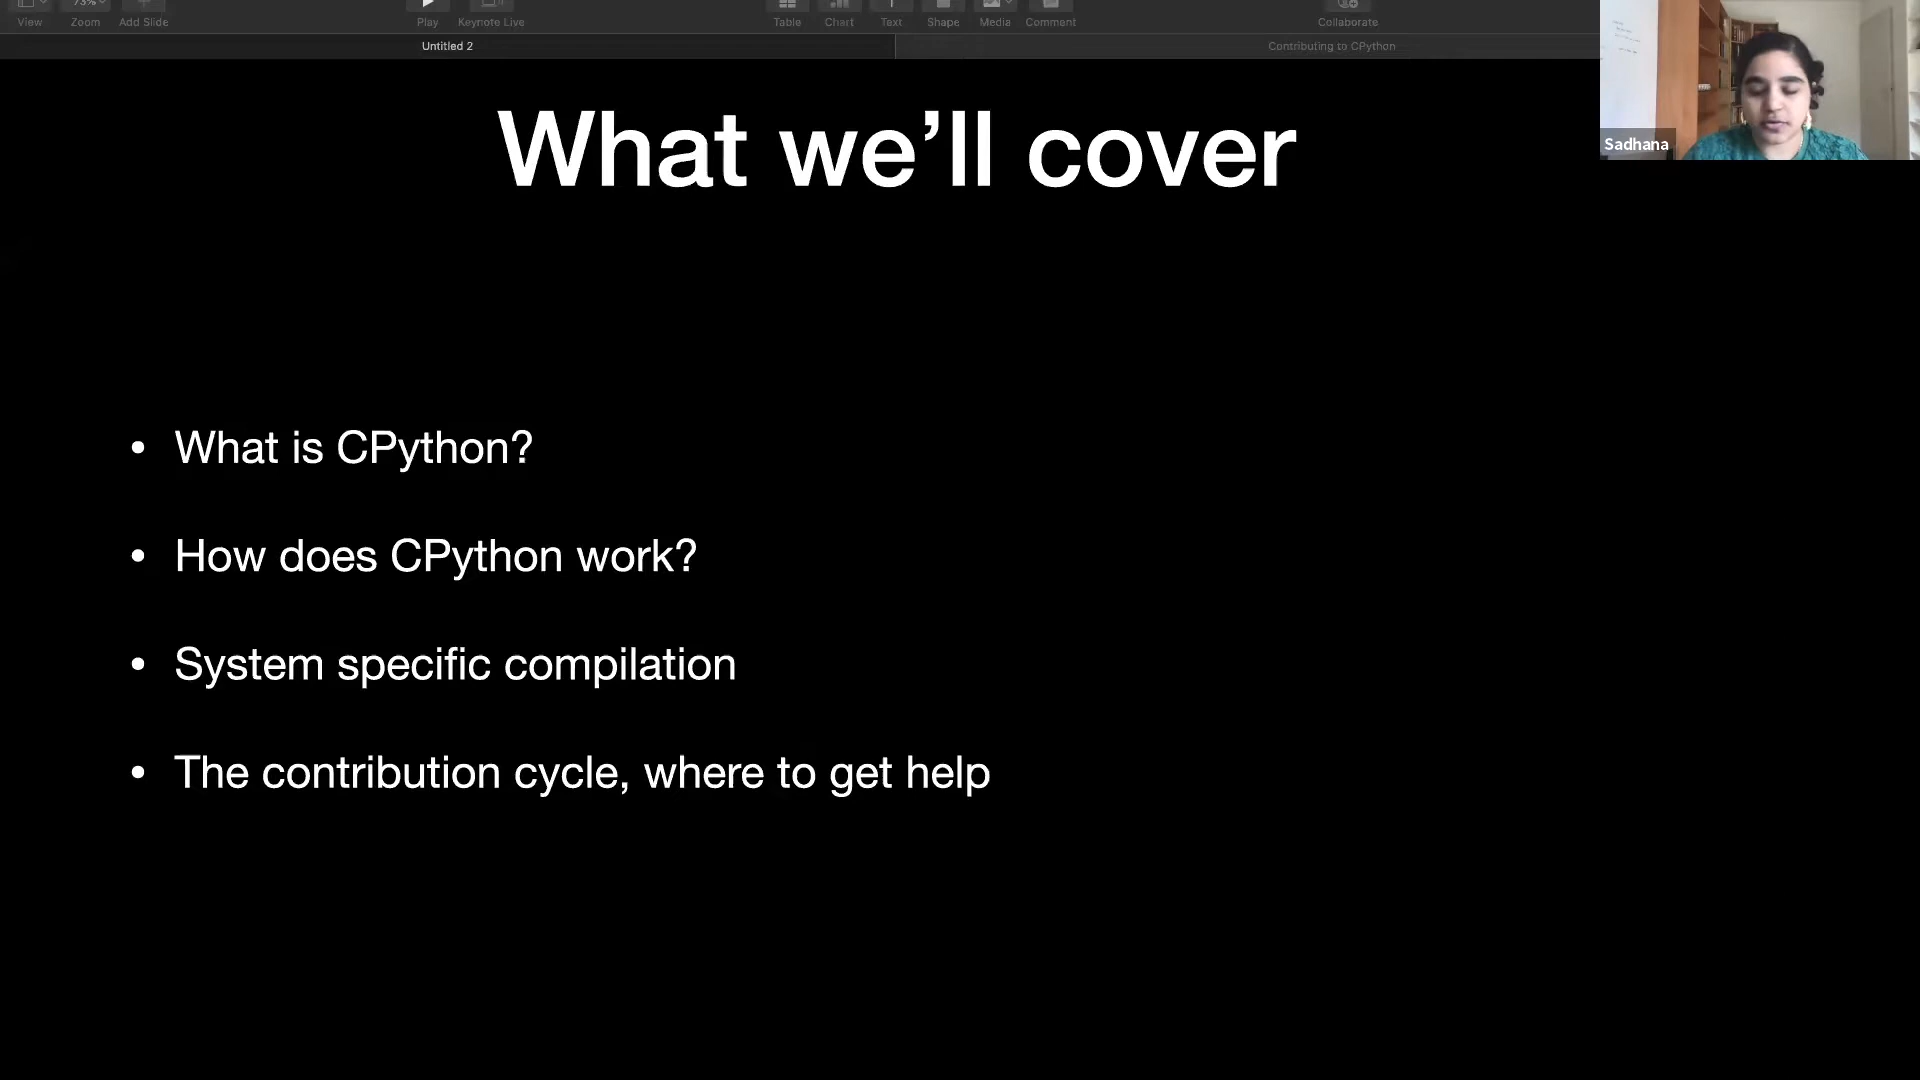 View
73%
Zoom
Add Slide
Play
Keynote Live
Table
Chart
Text
Shape
Media
Comment
Collaborate
Untitled 2
Contributing to CPython
Sadhana
What we’ll cover
• What is CPython?
• How does CPython work?
• System specific compilation
• The contribution cycle, where to get help